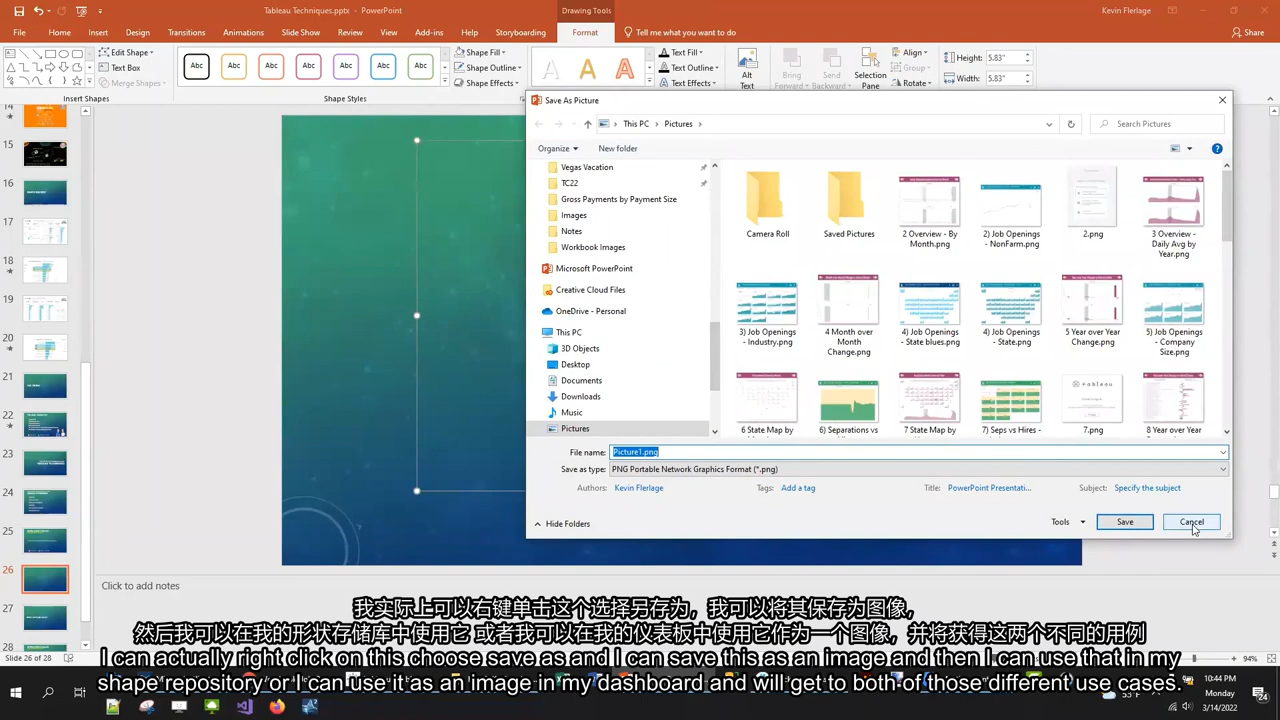 Tableau Techniques.pptx - PowerPoint
Drawing Tools
Kevin Flerlage
File
Home
Insert
Design
Transitions
Animations
Slide Show
Review
View
Add-ins
Help
Storyboarding
Format
Tell me what you want to do
Share
Edit Shape
Text Box
Merge Shapes
Insert Shapes
Abc
Abc
Abc
Abc
Abc
Abc
Abc
Shape Fill
Shape Outline
Shape Effects
Shape Styles
A
A
A
Text Fill
Text Outline
Text Effects
Alt
Text
Bring
Forward
Send
Backward
Selection
Pane
Align
Group
Rotate
Height: 5.83"
Width: 5.83"
Save As Picture
This PC > Pictures >
Search Pictures
Organize
New folder
Vegas Vacation
TC22
Gross Payments by Payment Size
Images
Notes
Workbook Images
Microsoft PowerPoint
Creative Cloud Files
OneDrive - Personal
This PC
3D Objects
Desktop
Documents
Downloads
Music
Pictures
Camera Roll
Saved Pictures
2 Overview - By Month.png
2) Job Openings - NonFarm.png
2.png
3 Overview - Daily Avg by Year.png
3) Job Openings - Industry.png
4 Month over Month Change.png
4) Job Openings - State blues.png
4) Job Openings - State.png
5 Year over Year Change.png
5) Job Openings - Company Size.png
6 State Map by
6) Separations vs
7 State Map by
7) Seps vs Hires -
7.png
8 Year over Year
File name: Picture1.png
Save as type: PNG Portable Network Graphics Format (*.png)
Authors: Kevin Flerlage
Tags: Add a tag
Title: PowerPoint Presentati...
Subject: Specify the subject
Hide Folders
Tools
Save
Cancel
14
15
16
17
18
19
20
21
22
23
24
25
26
27
28
Click to add notes
我实际上可以右键单击这个选择另存为，我可以将其保存为图像，
然后我可以在我的形状存储库中使用它 或者我可以在我的仪表板中使用它作为一个图像，并将获得这两个不同的用例
I can actually right click on this choose save as and I can save this as an image and then I can use that in my
shape repository or I can use it as an image in my dashboard and will get to both of those different use cases.
Slide 26 of 28
94%
53°F
10:44 PM
Monday
3/14/2022
24